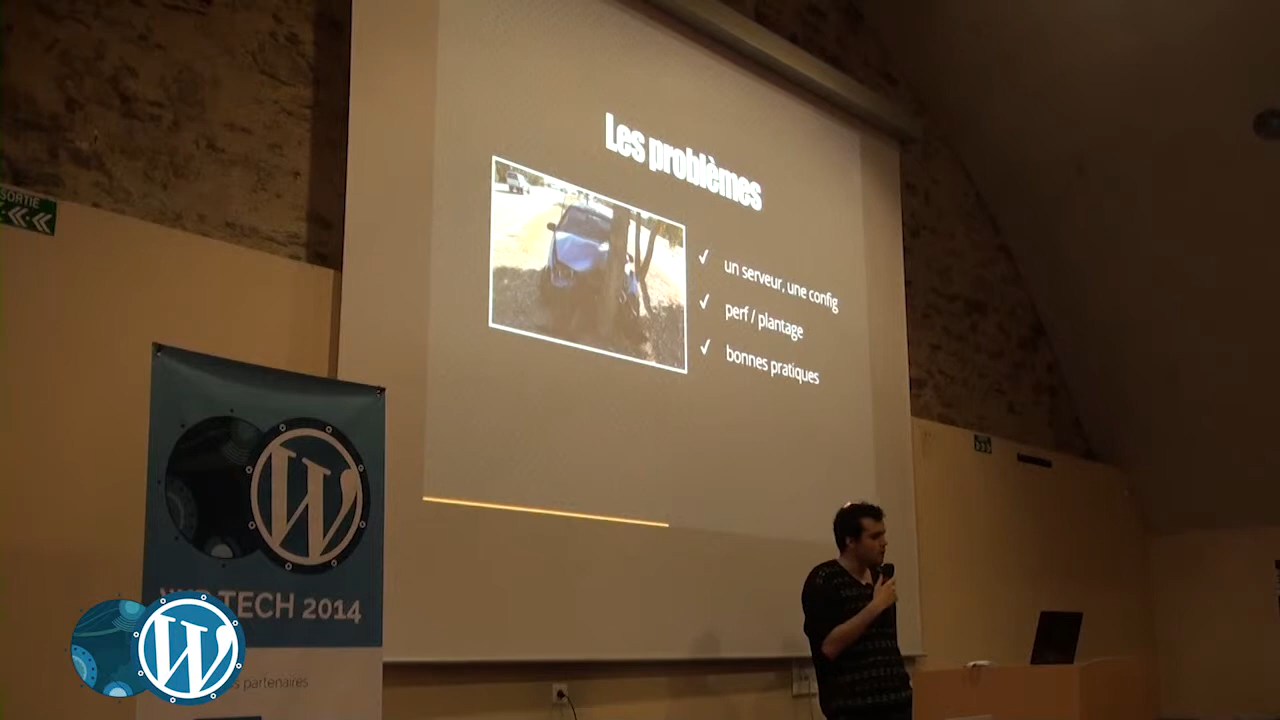 SORTIE
Les problèmes
✓ un serveur, une config
✓ perf / plantage
✓ bonnes pratiques
TECH 2014
partenaires